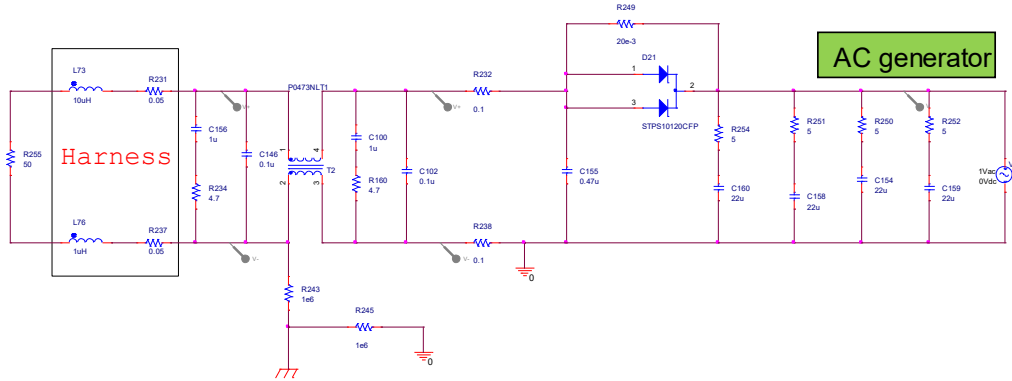 R249
20e-3
AC generator
D21
1
2
3
STPS10120CFP
L73
10uH
R231
0.05
P0473NLT1
V+
V+
R232
0.1
C156
1u
C146
0.1u
1
4
2
3
T2
C100
1u
C102
0.1u
R255
50
Harness
R234
4.7
R160
4.7
C155
0.47u
R254
5
R251
5
R250
5
R252
5
C160
22u
C158
22u
C154
22u
C159
22u
1Vac
0Vdc
L76
1uH
R237
0.05
V-
V-
R238
0.1
0
R243
1e6
R245
1e6
0